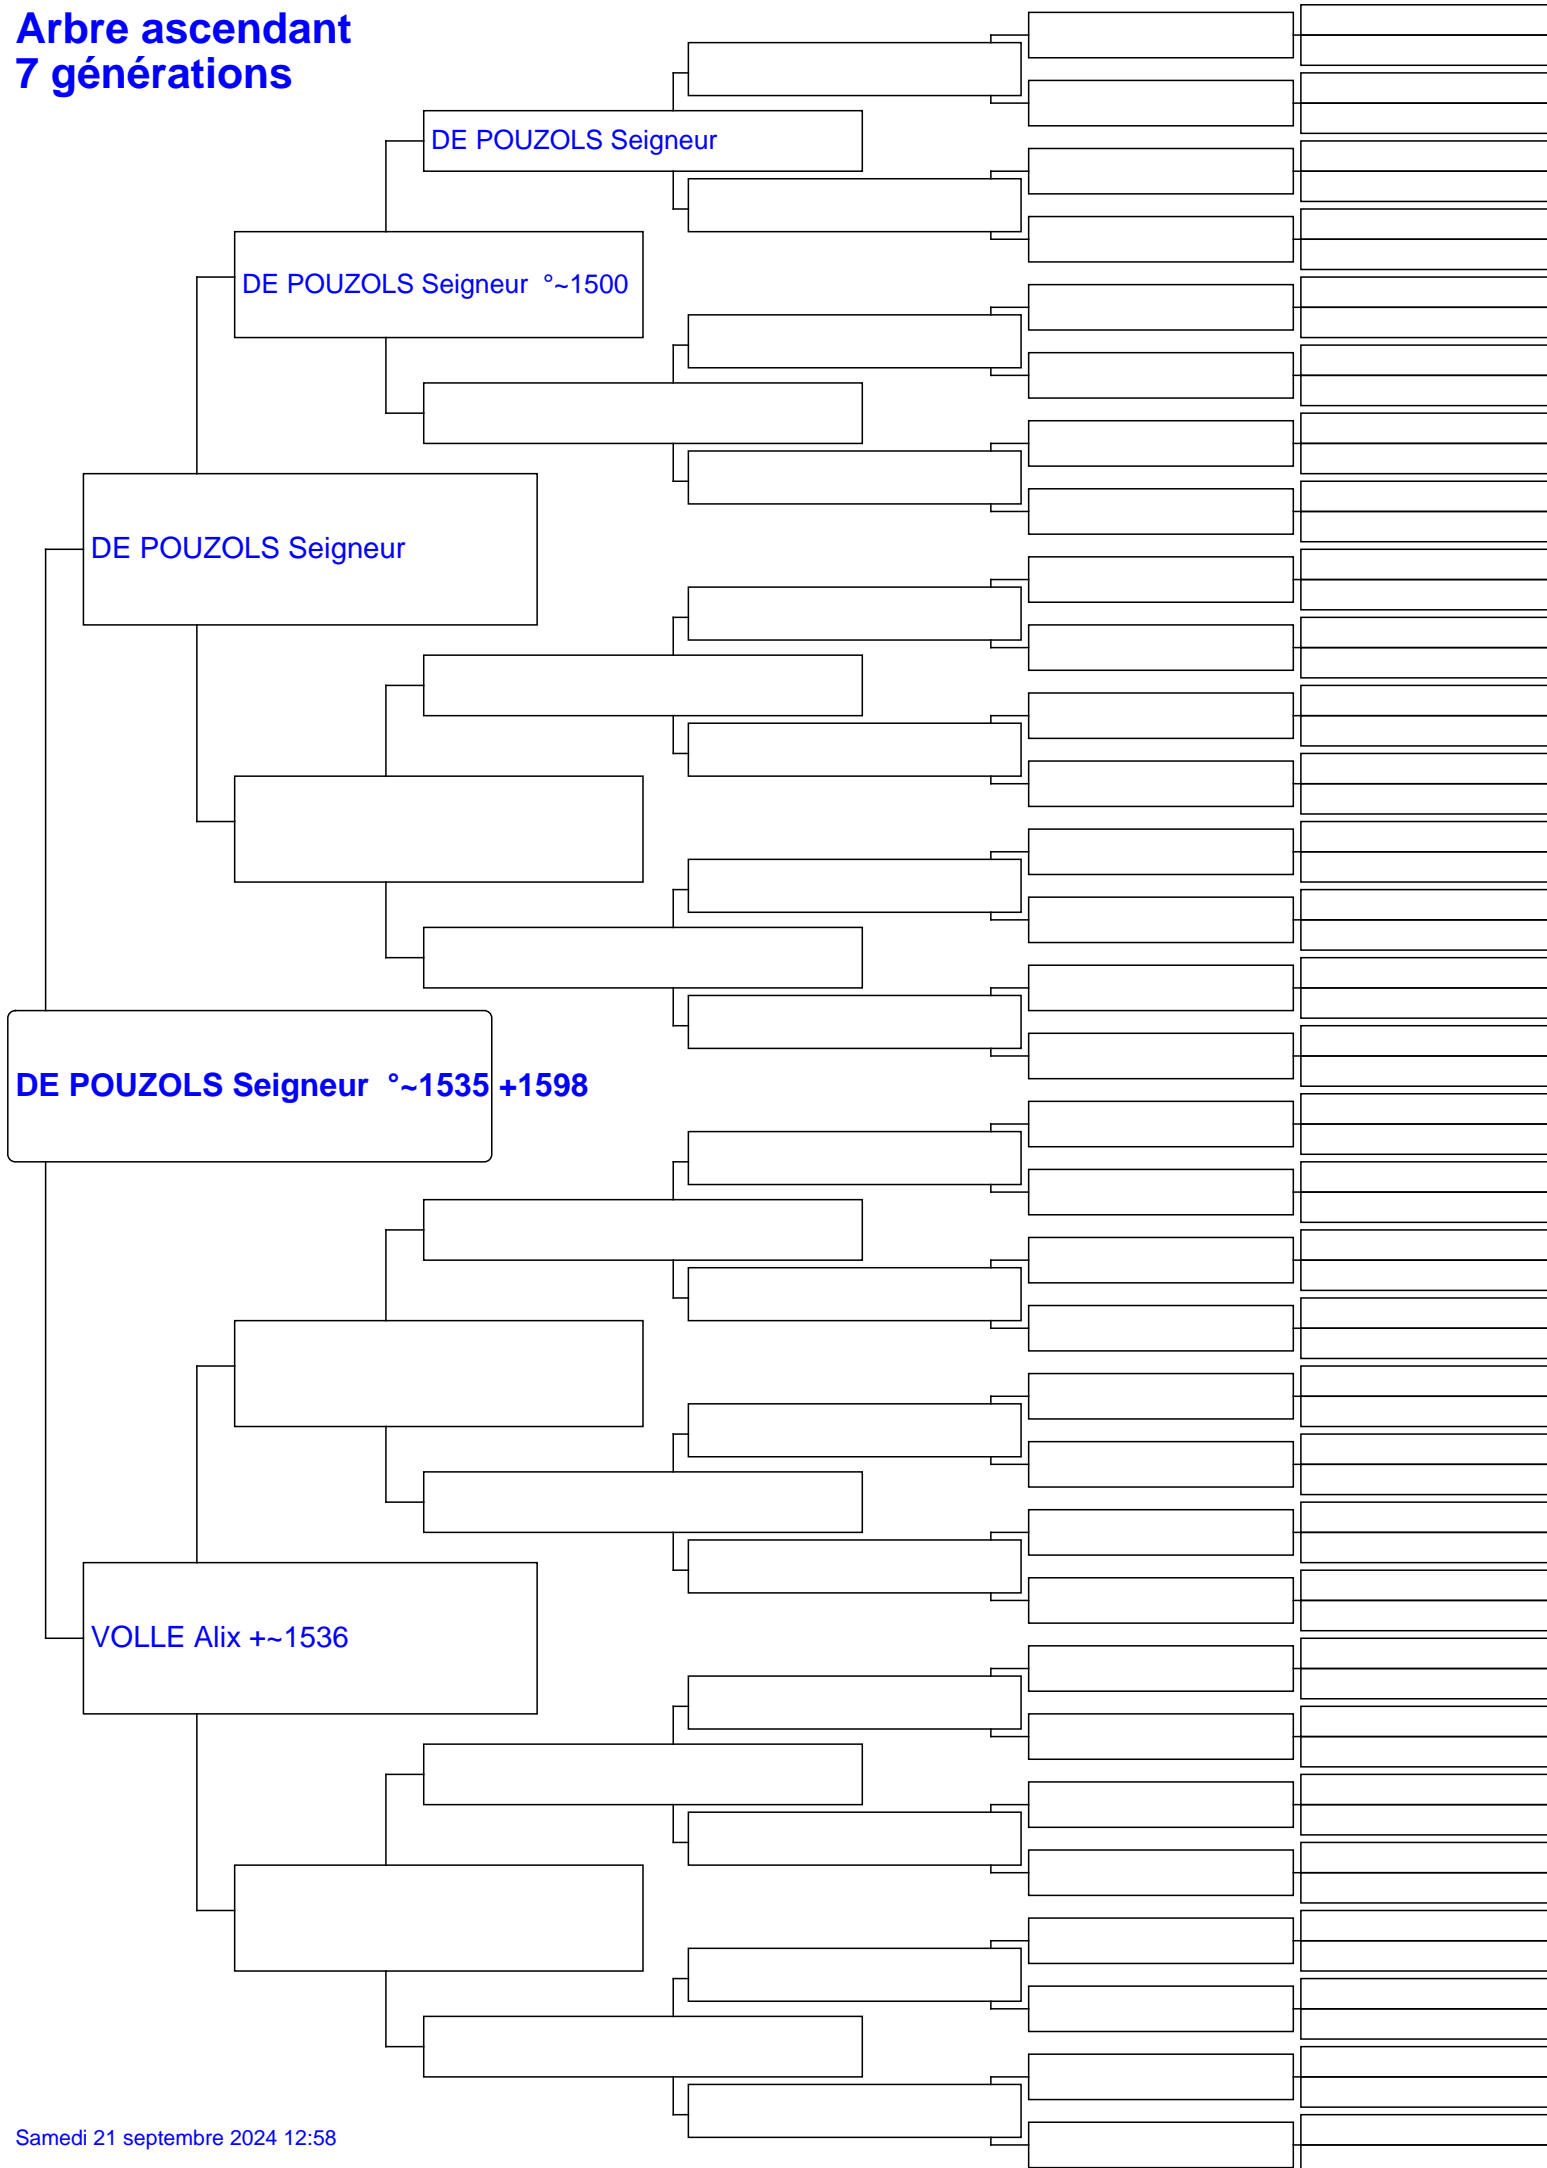 Arbre ascendant
7 générations
DE POUZOLS Seigneur
DE POUZOLS Seigneur  °~1500
DE POUZOLS Seigneur
DE POUZOLS Seigneur  °~1535 +1598
VOLLE Alix +~1536
Samedi 21 septembre 2024 12:58